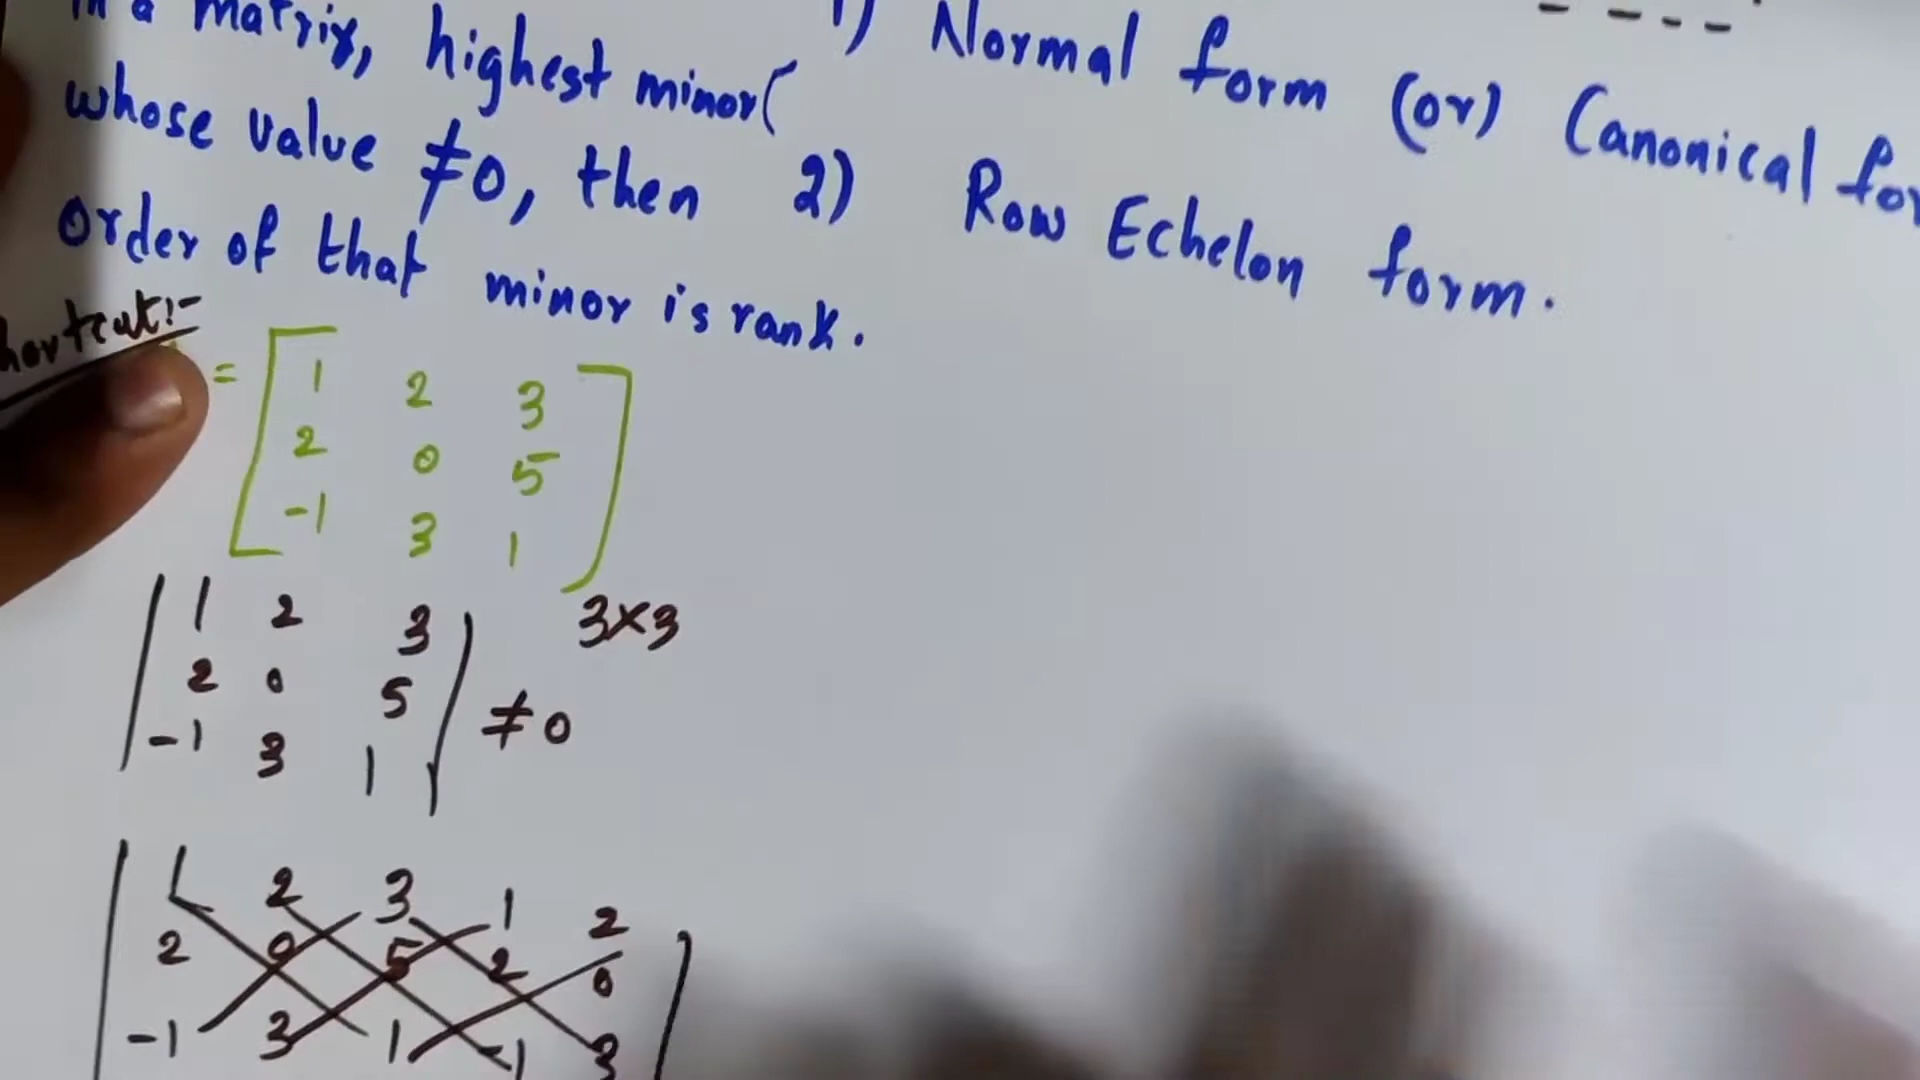 in a matrix, highest minor(
whose value ≠0, then
order of that minor is rank.
1) Normal form (or) Canonical for
2) Row Echelon form.
hortcut:-
= [ 1 2 3
2 0 5
-1 3 1 ]
3×3
| 1 2 3
2 0 5
-1 3 1 | ≠0
| 1 2 3 1 2
2 0 5 2 0
-1 3 1 -1 3 |